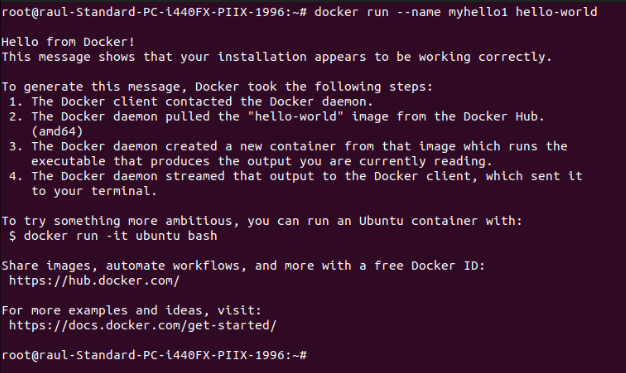 root@raul-Standard-PC-i440FX-PIIX-1996:~# docker run --name myhello1 hello-world
Hello from Docker!
This message shows that your installation appears to be working correctly.
To generate this message, Docker took the following steps:
1. The Docker client contacted the Docker daemon.
2. The Docker daemon pulled the "hello-world" image from the Docker Hub.
(amd64)
3. The Docker daemon created a new container from that image which runs the
executable that produces the output you are currently reading.
4. The Docker daemon streamed that output to the Docker client, which sent it
to your terminal.
To try something more ambitious, you can run an Ubuntu container with:
$ docker run -it ubuntu bash
Share images, automate workflows, and more with a free Docker ID:
https://hub.docker.com/
For more examples and ideas, visit:
https://docs.docker.com/get-started/
root@raul-Standard-PC-i440FX-PIIX-1996:~#